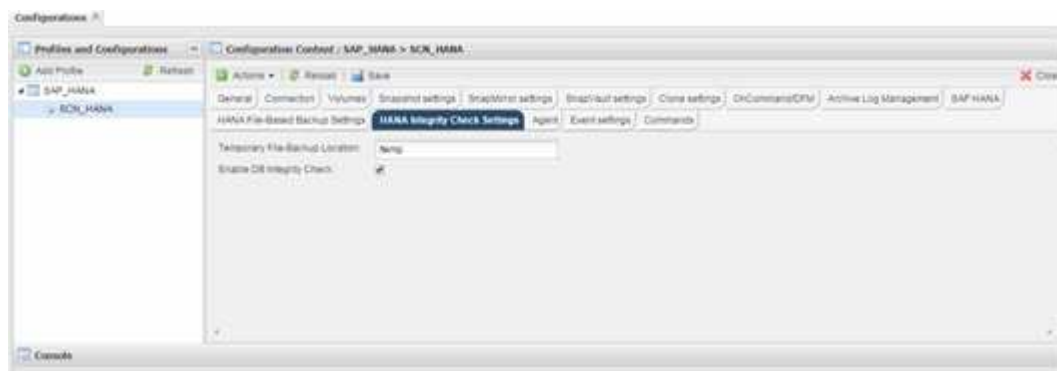 Configurations
Profiles and Configurations
Configuration Content : SAP_HANA > SCN_HANA
Add Profile Refresh
Actions Reload Save Close
SAP_HANA
SCN_HANA
General Connection Volumes Snapshot settings SnapMirror settings SnapVault settings Clone settings OnCommand/DFM Archive Log Management SAP HANA
HANA File-Based Backup Settings HANA Integrity Check Settings Agent Event settings Commands
Temporary File-Backup Location:
Enable DB Integrity Check:
Console